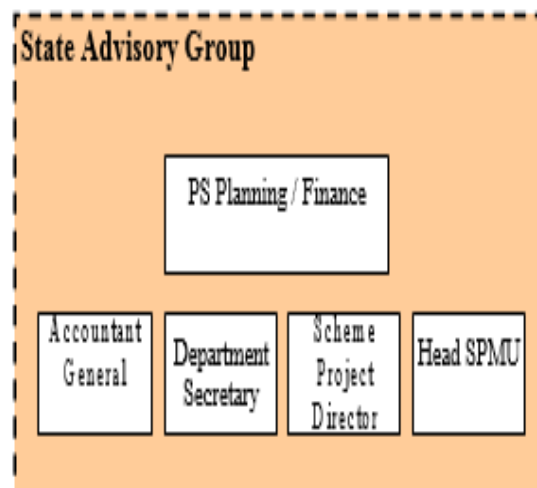 State Advisory Group
PS Planning / Finance
Accountant
General
Department
Secretary
Scheme
Project
Director
Head SPMU